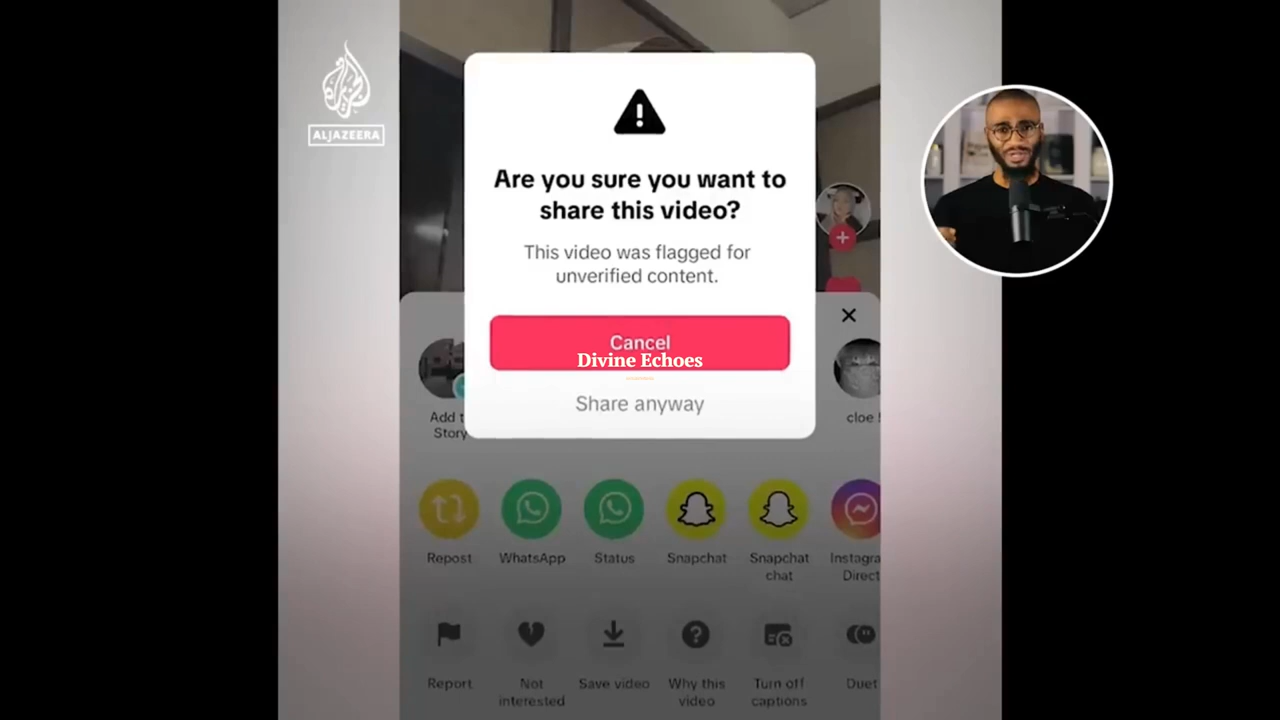 ALJAZEERA
Are you sure you want to
share this video?
This video was flagged for
unverified content.
Cancel
Divine Echoes
Share anyway
Add t
Story
cloe !
Repost
WhatsApp
Status
Snapchat
Snapchat
chat
Instagra
Direct
Report
Not
interested
Save video
Why this
video
Turn off
captions
Duet